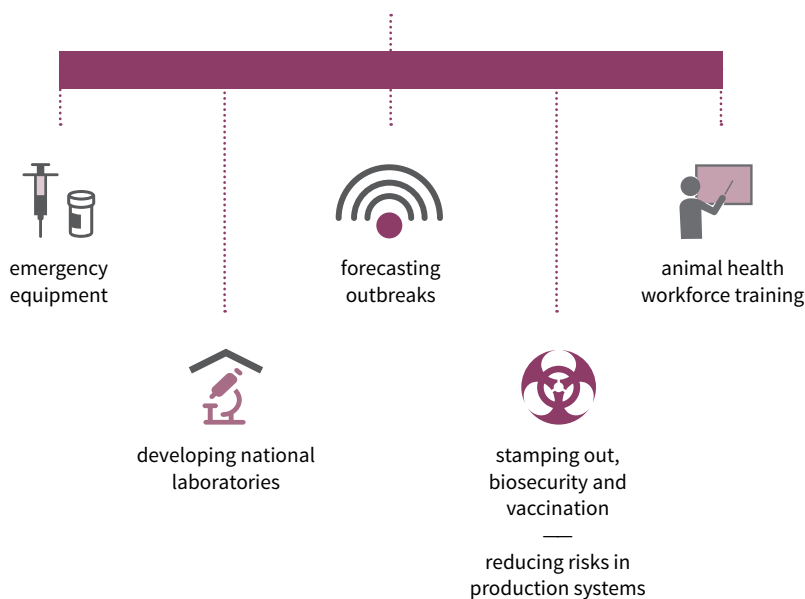 emergency
equipment
forecasting
outbreaks
animal health
workforce training
developing national
laboratories
stamping out,
biosecurity and
vaccination
reducing risks in
production systems